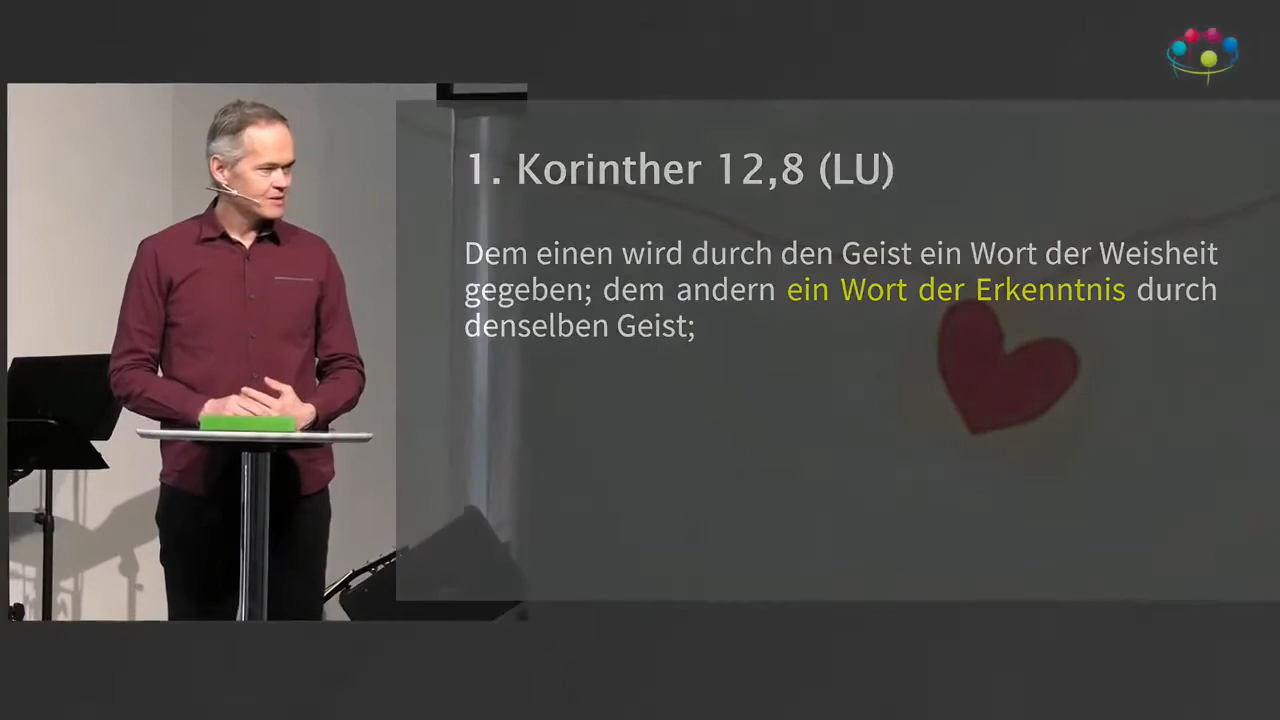 1. Korinther 12,8 (LU)
Dem einen wird durch den Geist ein Wort der Weisheit
gegeben; dem andern ein Wort der Erkenntnis durch
denselben Geist;